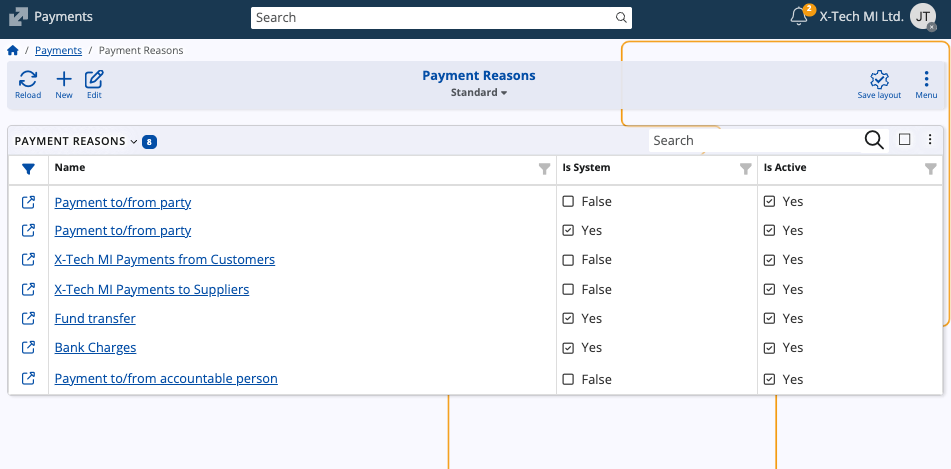 Payments Search 2 X-Tech MI Ltd. JT
/ Payments / Payment Reasons
Reload New Edit Payment Reasons Save layout Menu
Standard
PAYMENT REASONS 8 Search
Name Is System Is Active
Payment to/from party False Yes
Payment to/from party Yes Yes
X-Tech MI Payments from Customers False Yes
X-Tech MI Payments to Suppliers False Yes
Fund transfer Yes Yes
Bank Charges Yes Yes
Payment to/from accountable person False Yes